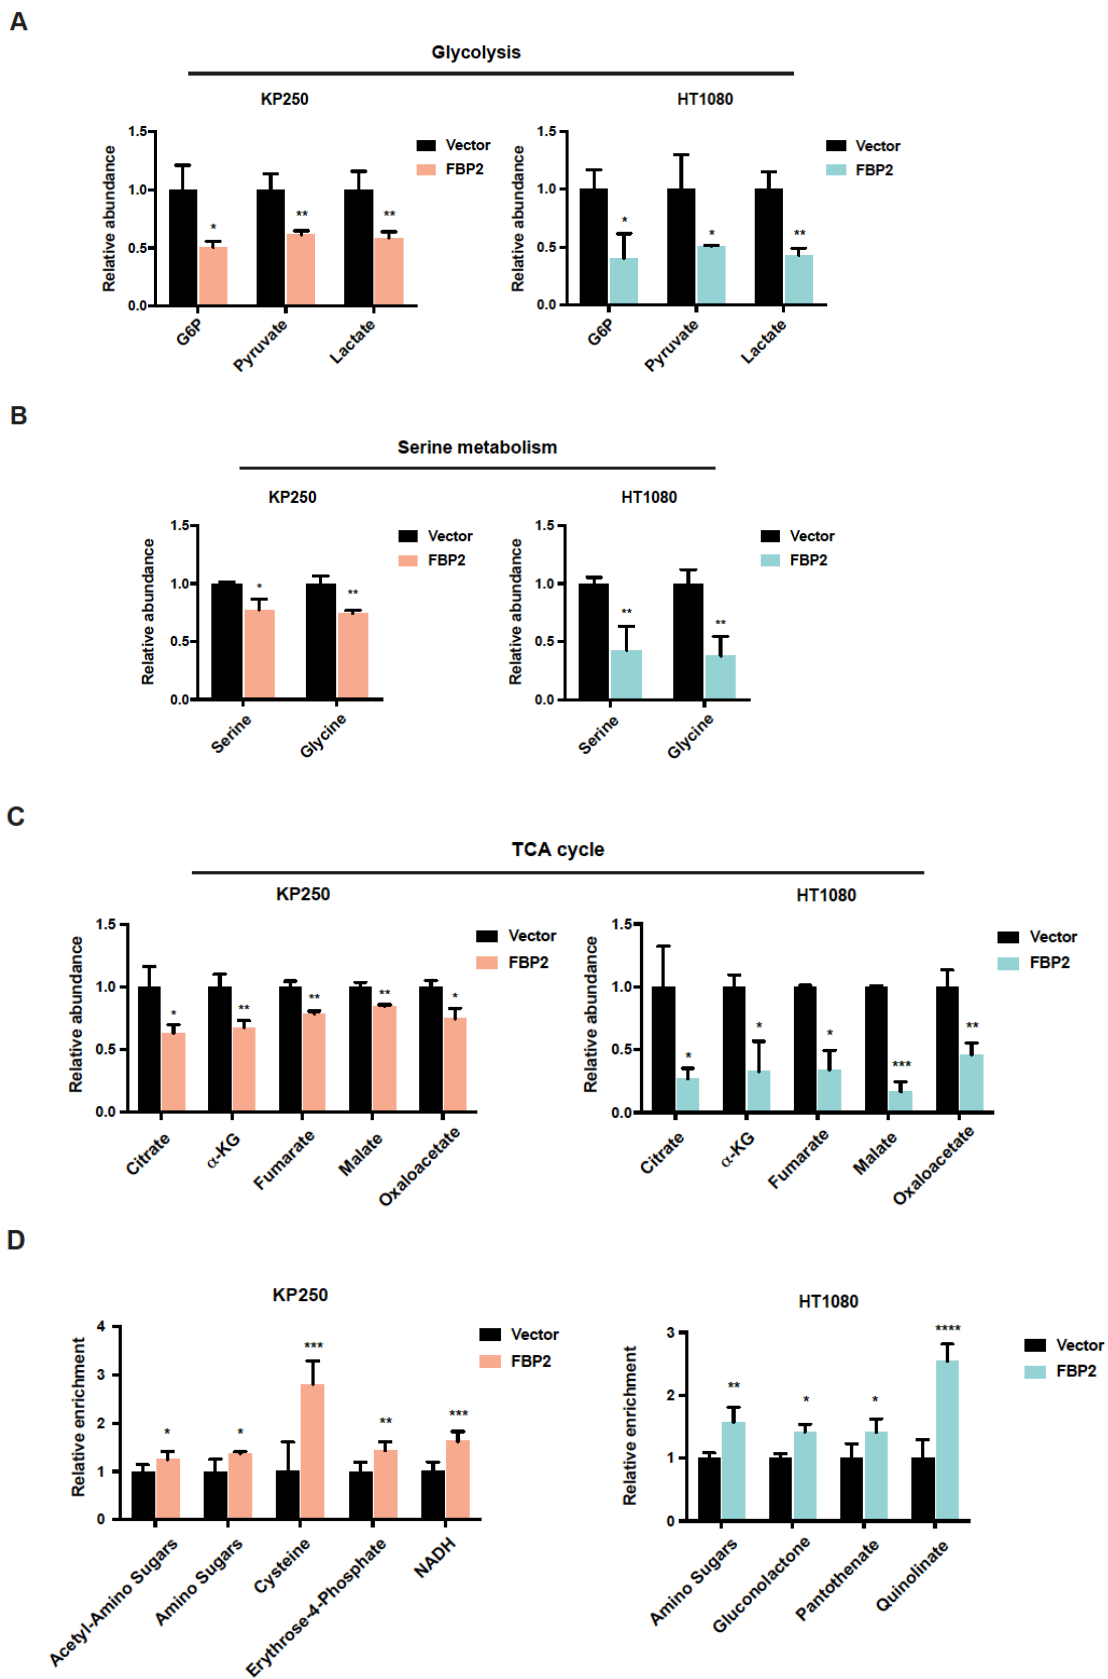 A
Glycolysis
KP250
HT1080
1.5
1.0
0.5
0.0
Relative abundance
* ** **
Vector
FBP2
G6P
Pyruvate
Lactate
1.5
1.0
0.5
0.0
Relative abundance
* * **
Vector
FBP2
G6P
Pyruvate
Lactate
B
Serine metabolism
KP250
HT1080
1.5
1.0
0.5
0.0
Relative abundance
* **
Vector
FBP2
Serine
Glycine
1.5
1.0
0.5
0.0
Relative abundance
** **
Vector
FBP2
Serine
Glycine
C
TCA cycle
KP250
HT1080
1.5
1.0
0.5
0.0
Relative abundance
* ** ** ** *
Vector
FBP2
Citrate
α-KG
Fumarate
Malate
Oxaloacetate
1.5
1.0
0.5
0.0
Relative abundance
* * * *** **
Vector
FBP2
Citrate
α-KG
Fumarate
Malate
Oxaloacetate
D
KP250
HT1080
4
3
2
1
0
Relative enrichment
* * *** ** ***
Vector
FBP2
Acetyl-Amino Sugars
Amino Sugars
Cysteine
Erythrose-4-Phosphate
NADH
3
2
1
0
Relative enrichment
** * * ****
Vector
FBP2
Amino Sugars
Gluconolactone
Pantothenate
Quinolinate